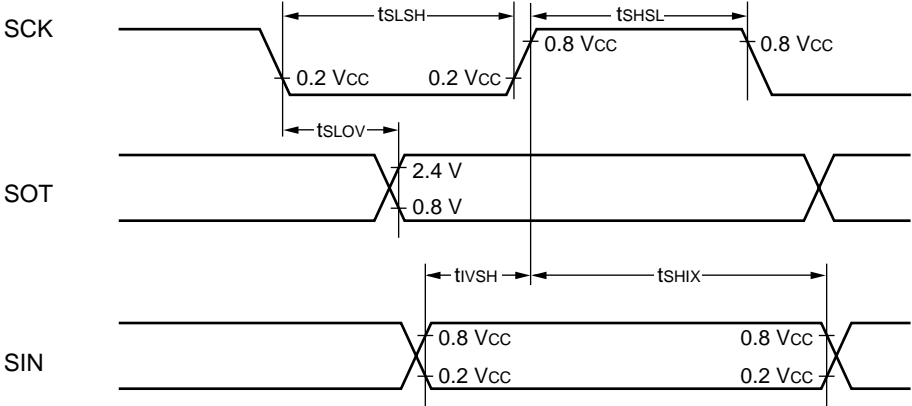 tSLSH tSHSL
SCK
0.8 VCC 0.8 VCC
0.2 VCC 0.2 VCC
tSLOV
SOT
2.4 V
0.8 V
tIVSH tSHIX
SIN
0.8 VCC 0.8 VCC
0.2 VCC 0.2 VCC